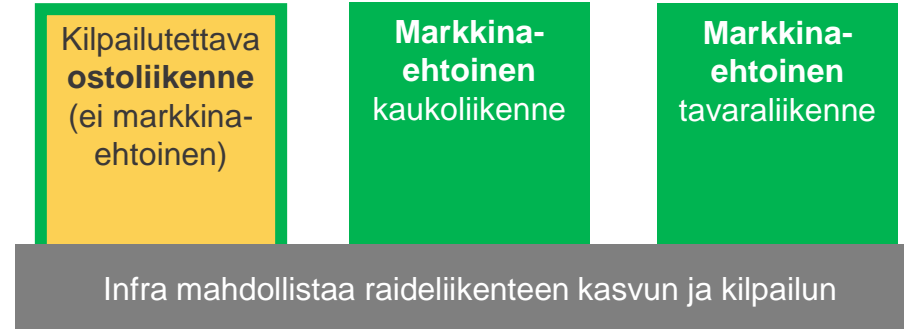 Kilpailutettava
ostoliikenne
(ei markkina-
ehtoinen)
Markkina-
ehtoinen
kaukoliikenne
Markkina-
ehtoinen
tavaraliikenne
Infra mahdollistaa raideliikenteen kasvun ja kilpailun